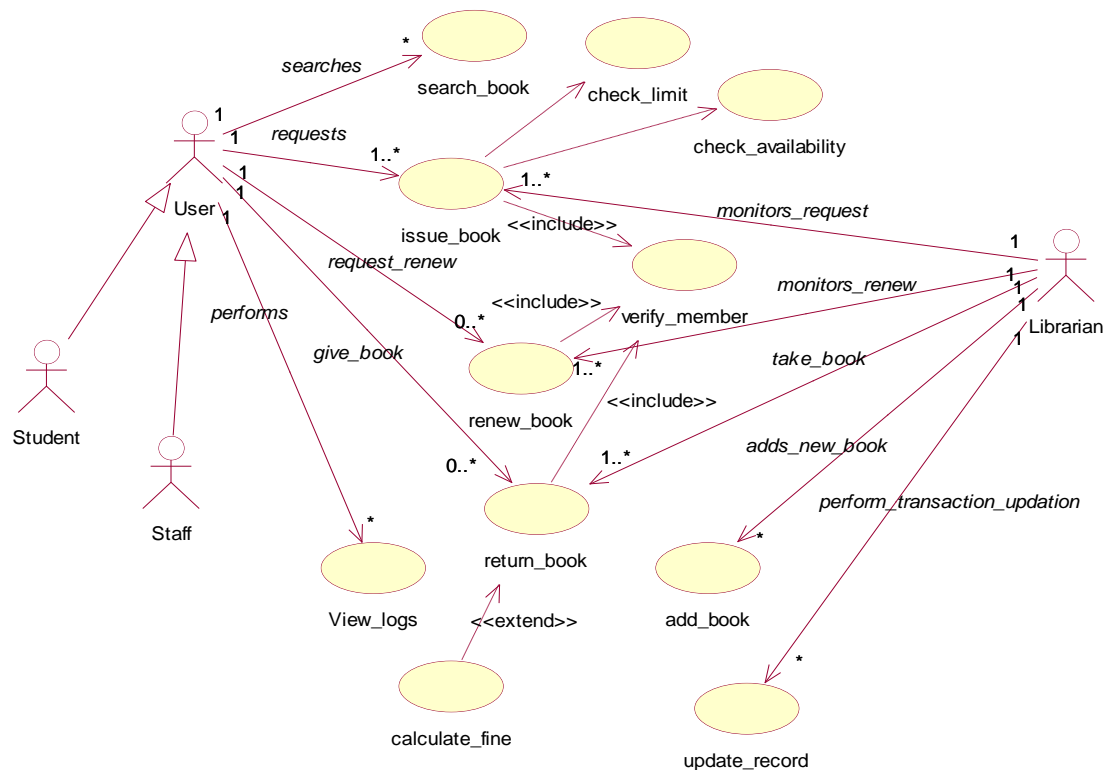 *
searches
search_book
check_limit
1
requests
1
check_availability
1..*
User
1
1
1
1..*
monitors_request
issue_book
<<include>>
1
request_renew
<<include>>
monitors_renew
1
1
verify_member
1
Librarian
performs
0..*
give_book
1..*
take_book
1
Student
renew_book
<<include>>
0..*
1..*
adds_new_book
perform_transaction_updation
Staff
*
return_book
*
View_logs
<<extend>>
add_book
*
calculate_fine
update_record